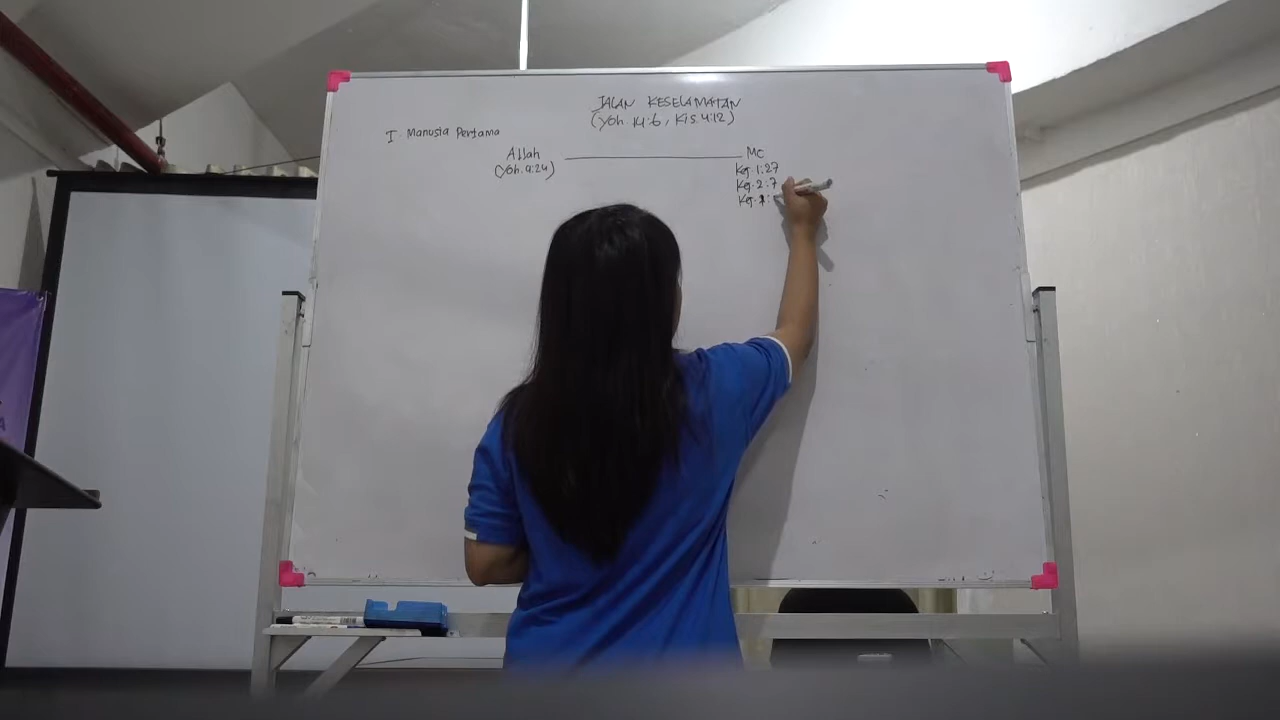 JALAN KESELAMATAN
(Yoh. 14:6, Kis 4:12)
I. Manusia Pertama
Allah MC
(Yoh. 4:24) Kej. 1:27
Kej. 2:7
Kej. 1: